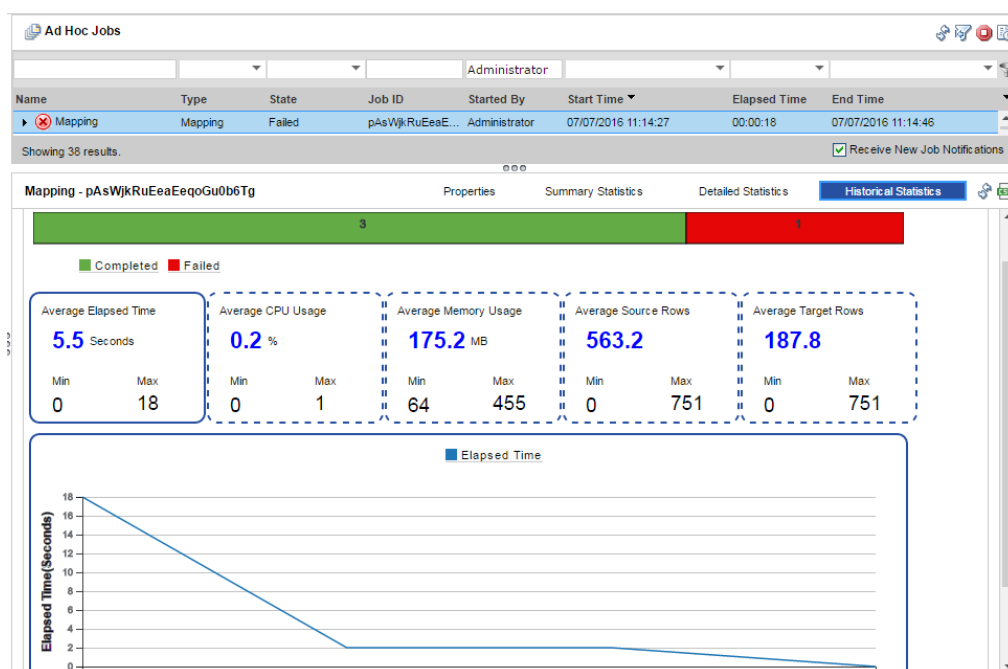 Ad Hoc Jobs
Administrator
Name Type State Job ID Started By Start Time Elapsed Time End Time
Mapping Mapping Failed pAsWjkRuEeaE... Administrator 07/07/2016 11:14:27 00:00:18 07/07/2016 11:14:46
Showing 38 results. Receive New Job Notifications
Mapping - pAsWjkRuEeaEeqoGu0b6Tg Properties Summary Statistics Detailed Statistics Historical Statistics
3 1
Completed Failed
Average Elapsed Time Average CPU Usage Average Memory Usage Average Source Rows Average Target Rows
5.5 Seconds 0.2 % 175.2 MB 563.2 187.8
Min Max Min Max Min Max Min Max Min Max
0 18 0 1 64 455 0 751 0 751
Elapsed Time
Elapsed Time(Seconds)
18
16
14
12
10
8
6
4
2
0